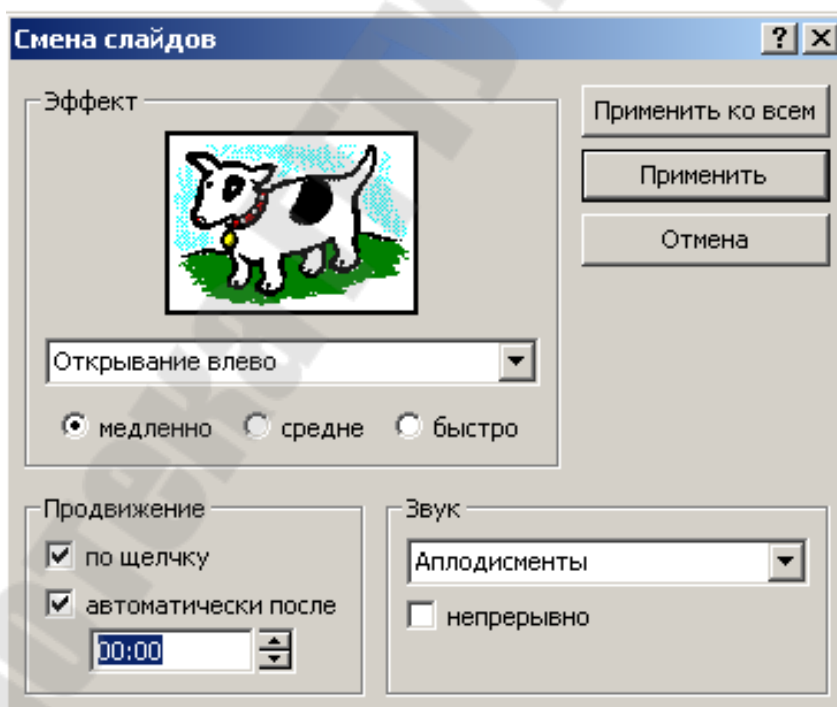 Смена слайдов
Эффект
Применить ко всем
Применить
Отмена
Открывание влево
медленно средне быстро
Продвижение
по щелчку
автоматически после
00:00
Звук
Аплодисменты
непрерывно